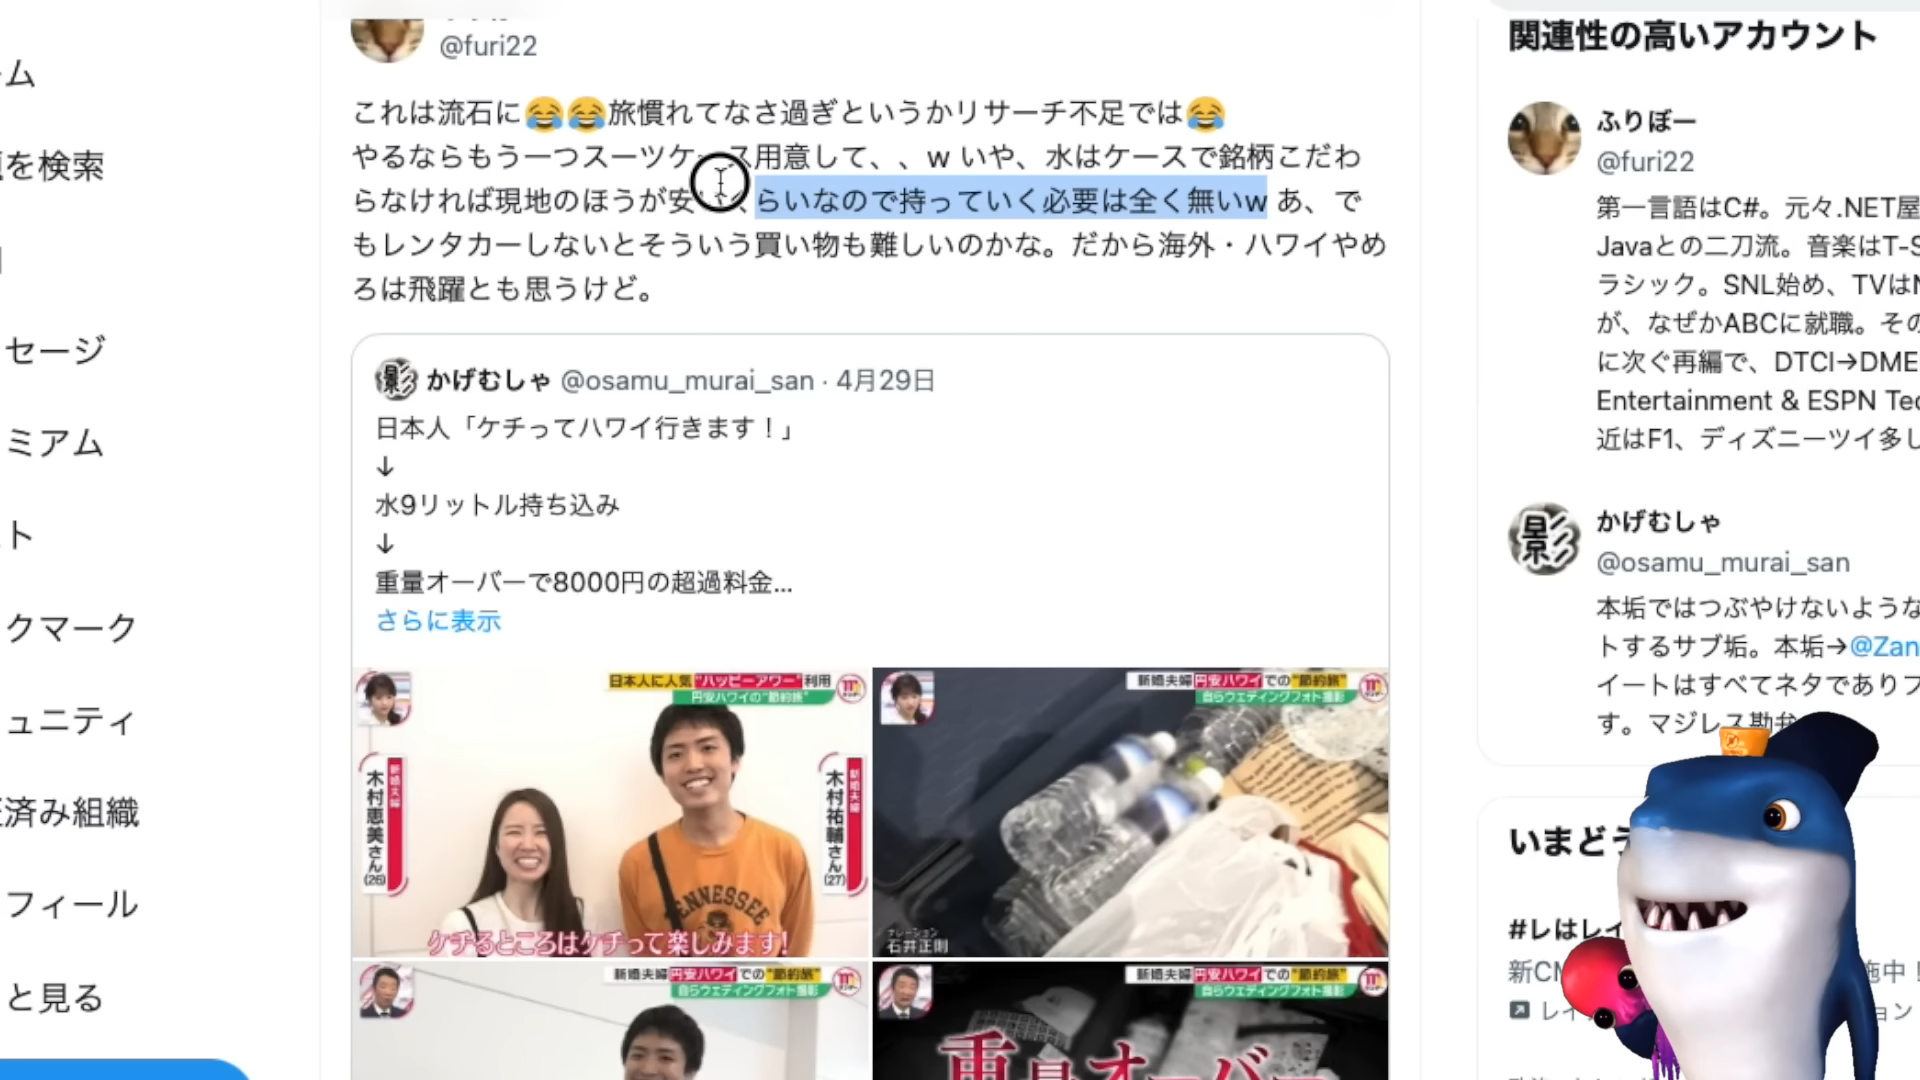 ム
を検索
セージ
ミアム
ト
クマーク
ュニティ
済み組織
フィール
と見る
@furi22
これは流石に😂😂旅慣れてなさ過ぎというかリサーチ不足では😂
やるならもう一つスーツケース用意して、、w いや、水はケースで銘柄こだわ
らなければ現地のほうが安いくらいなので持っていく必要は全く無いw あ、で
もレンタカーしないとそういう買い物も難しいのかな。だから海外・ハワイやめ
ろは飛躍とも思うけど。
影 かげむしゃ @osamu_murai_san · 4月29日
日本人「ケチってハワイ行きます！」
↓
水9リットル持ち込み
↓
重量オーバーで8000円の超過料金...
さらに表示
日本人に人気"ハッピーアワー"利用
円安ハワイの"節約旅"
新婚夫婦
木村恵美さん(26)
新婚夫婦
木村祐輔さん(27)
TENNESSEE
ケチるところはケチって楽しみます!
新婚夫婦円安ハワイでの"節約旅"
自らウエディングフォト撮影
ナレーション
石井正則
新婚夫婦円安ハワイでの"節約旅"
自らウエディングフォト撮影
新婚夫婦円安ハワイでの"節約旅"
自らウエディングフォト撮影
重量オーバー
関連性の高いアカウント
ふりぼー
@furi22
第一言語はC#。元々.NET屋
Javaとの二刀流。音楽はT-S
ラシック。SNL始め、TVはN
が、なぜかABCに就職。その
に次ぐ再編で、DTCI→DME
Entertainment & ESPN Tec
近はF1、ディズニーツイ多し
影
かげむしゃ
@osamu_murai_san
本垢ではつぶやけないような
トするサブ垢。本垢→@Zan
イートはすべてネタでありフ
す。マジレス勘弁
いまどう
#レはレイ
新CM
施中！
レイ
ョン